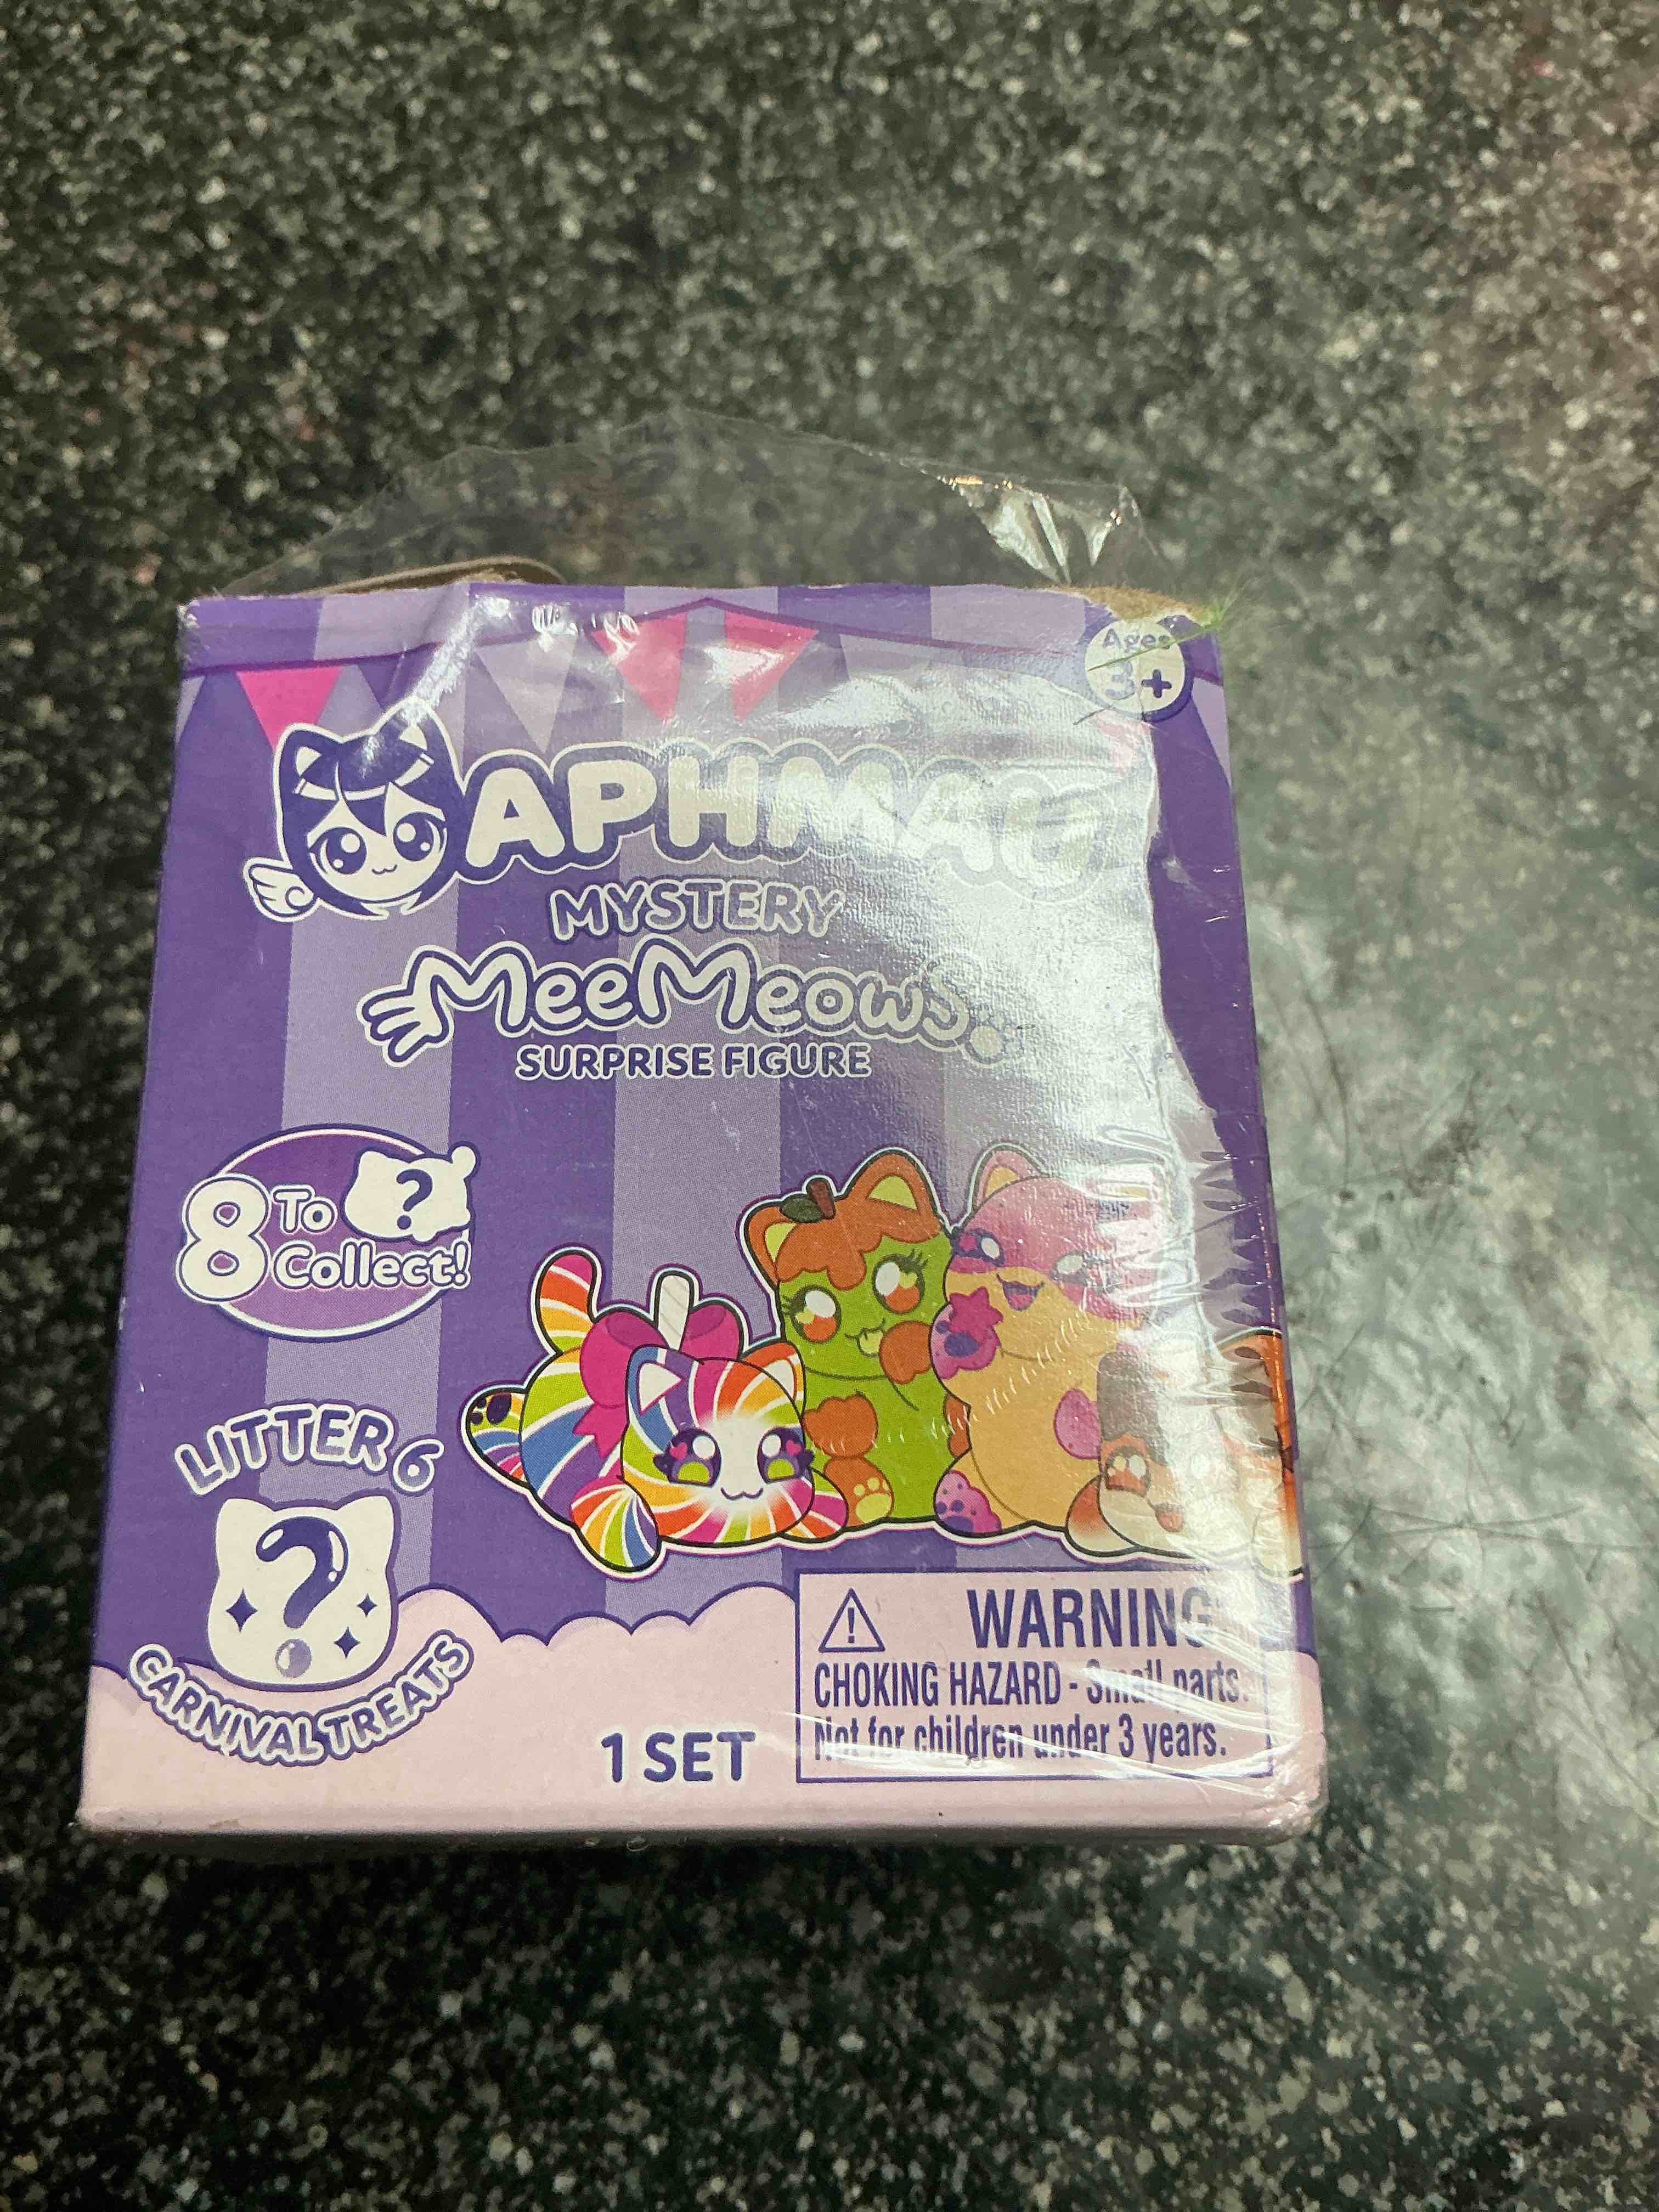 Ages
3+
APHMAU
MYSTERY
MeeMeows
SURPRISE FIGURE
8 To
Collect!
?
LITTER 6
?
CARNIVAL TREATS
1 SET
WARNING
CHOKING HAZARD - Small parts.
Not for children under 3 years.